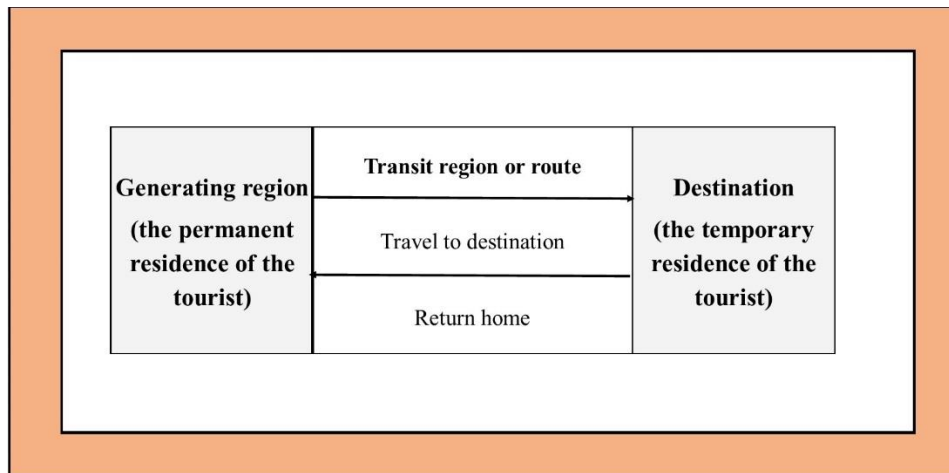 Generating region
(the permanent
residence of the
tourist)
Transit region or route
Travel to destination
Return home
Destination
(the temporary
residence of the
tourist)